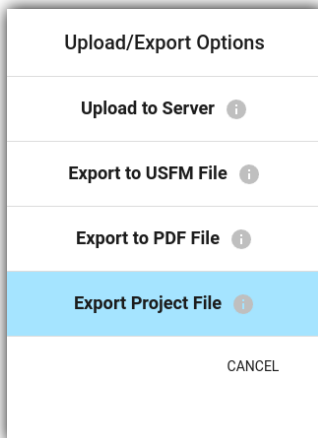 Upload/Export Options
Upload to Server
Export to USFM File
Export to PDF File
Export Project File
CANCEL